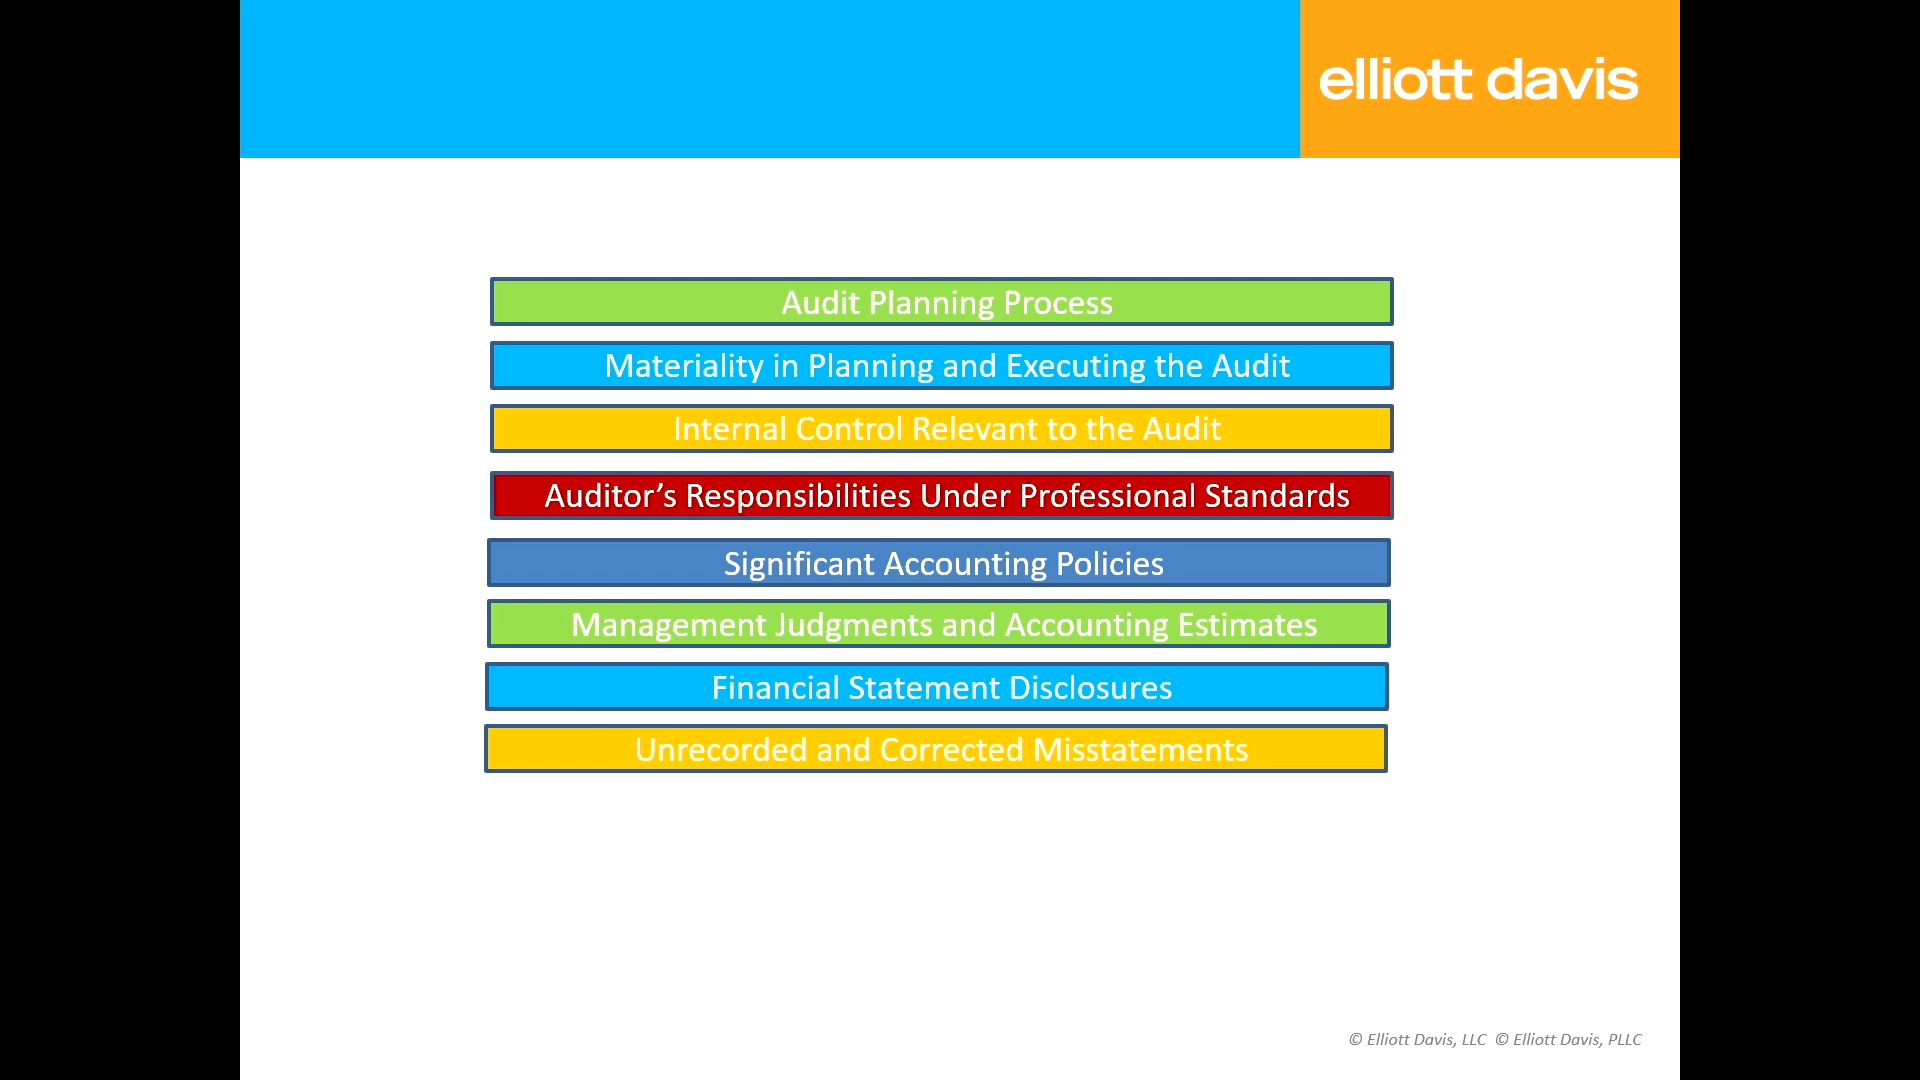 elliott davis
Audit Planning Process
Materiality in Planning and Executing the Audit
Internal Control Relevant to the Audit
Auditor’s Responsibilities Under Professional Standards
Significant Accounting Policies
Management Judgments and Accounting Estimates
Financial Statement Disclosures
Unrecorded and Corrected Misstatements
© Elliott Davis, LLC © Elliott Davis, PLLC